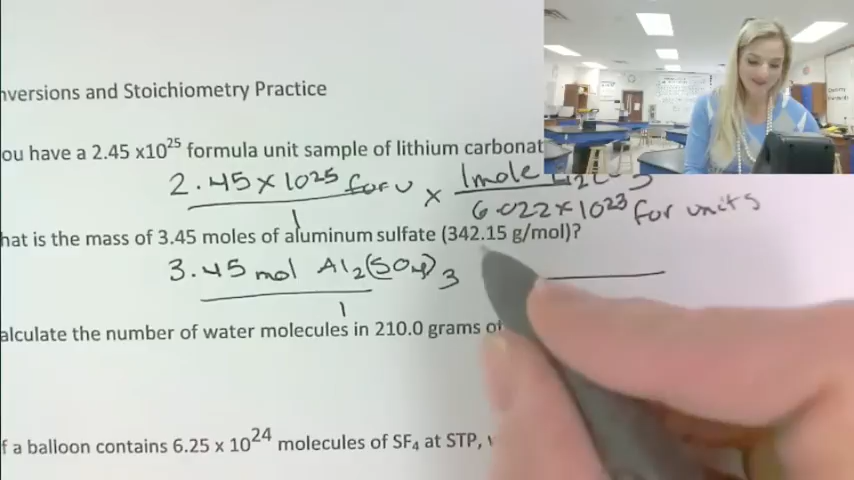 nversions and Stoichiometry Practice
ou have a 2.45 x10²⁵ formula unit sample of lithium carbonat
2.45×10²⁵ for u × 1mole
1 6.022×10²³ for units
hat is the mass of 3.45 moles of aluminum sulfate (342.15 g/mol)?
3.45 mol Al₂(SO₄)₃
1
alculate the number of water molecules in 210.0 grams of
f a balloon contains 6.25 x 10²⁴ molecules of SF₄ at STP,